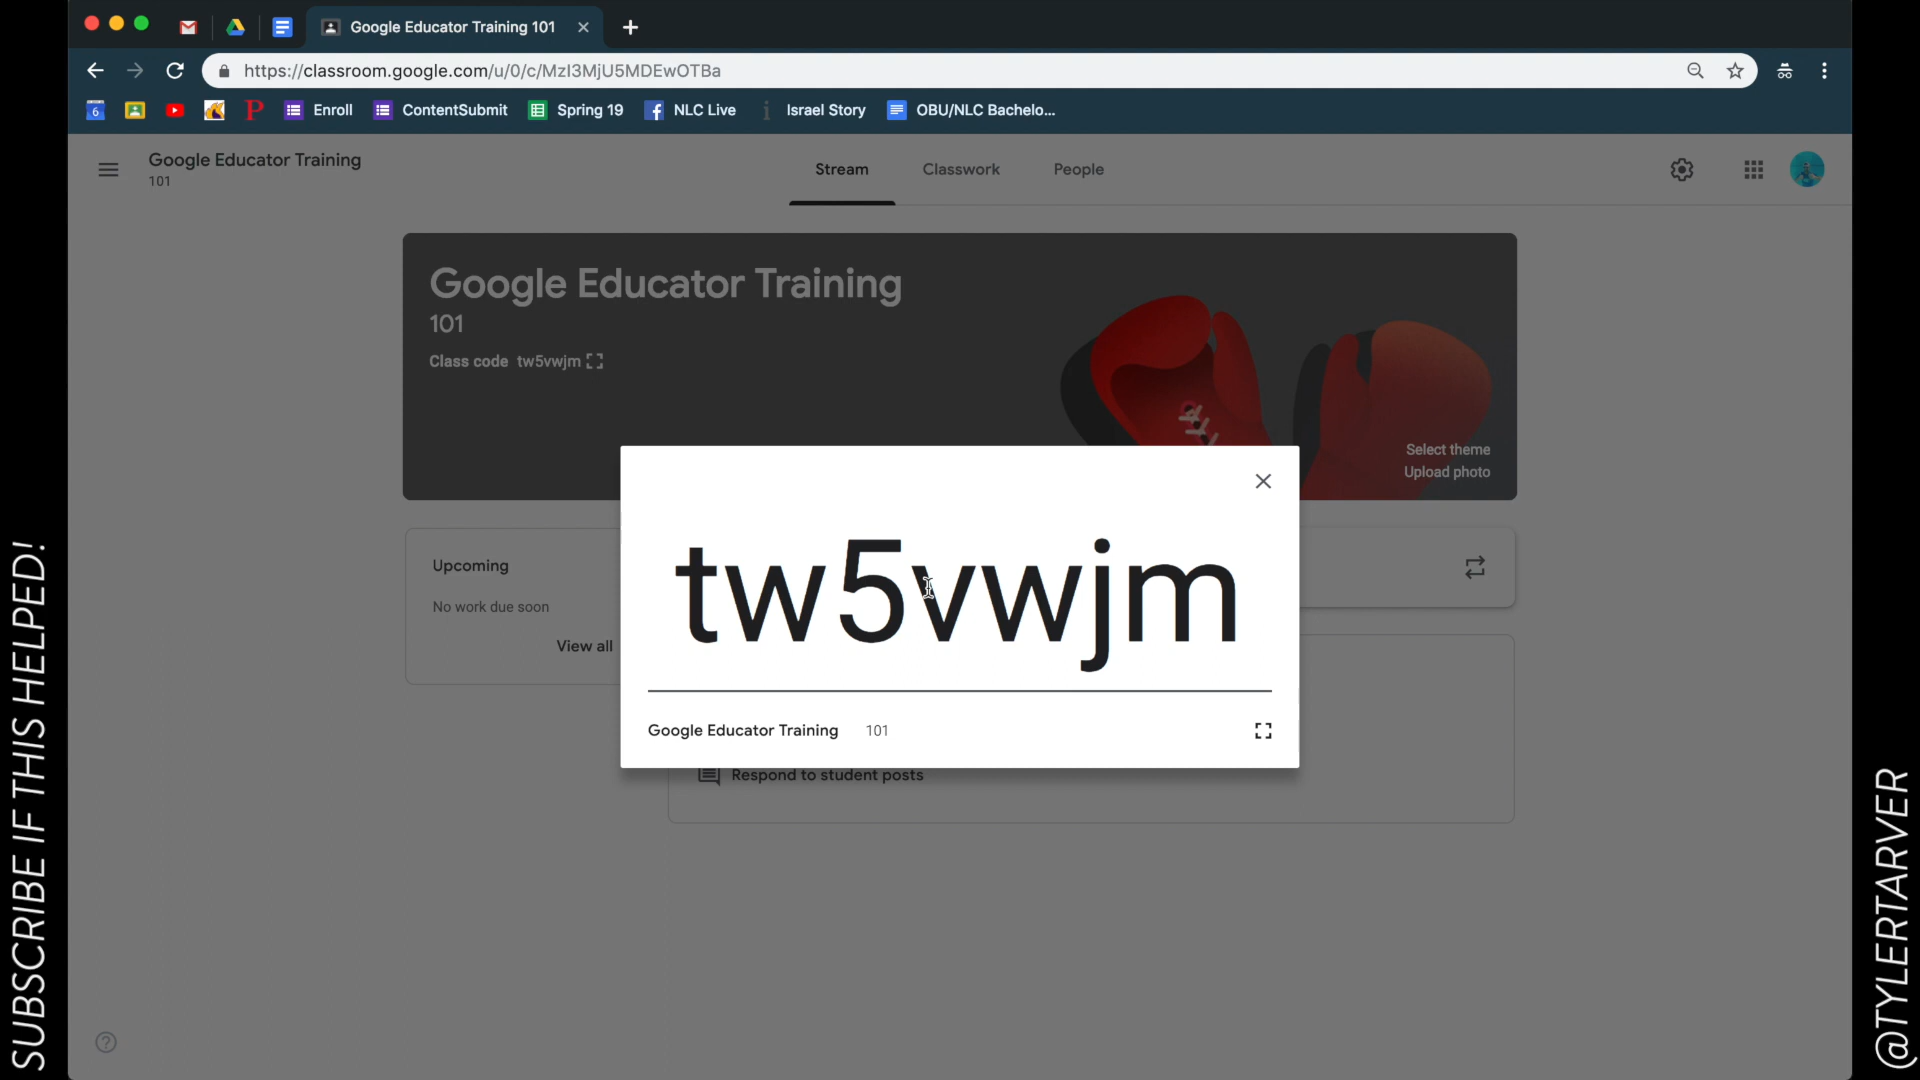 Google Educator Training 101
https://classroom.google.com/u/0/c/MzI3MjU5MDEwOTBa
6
P
Enroll
ContentSubmit
Spring 19
NLC Live
Israel Story
OBU/NLC Bachelo...
Google Educator Training
101
Stream
Classwork
People
Google Educator Training
101
Class code tw5vwjm
Select theme
Upload photo
Upcoming
No work due soon
View all
tw5vwjm
Google Educator Training 101
Respond to student posts
SUBSCRIBE IF THIS HELPED!
@TYLERTARVER